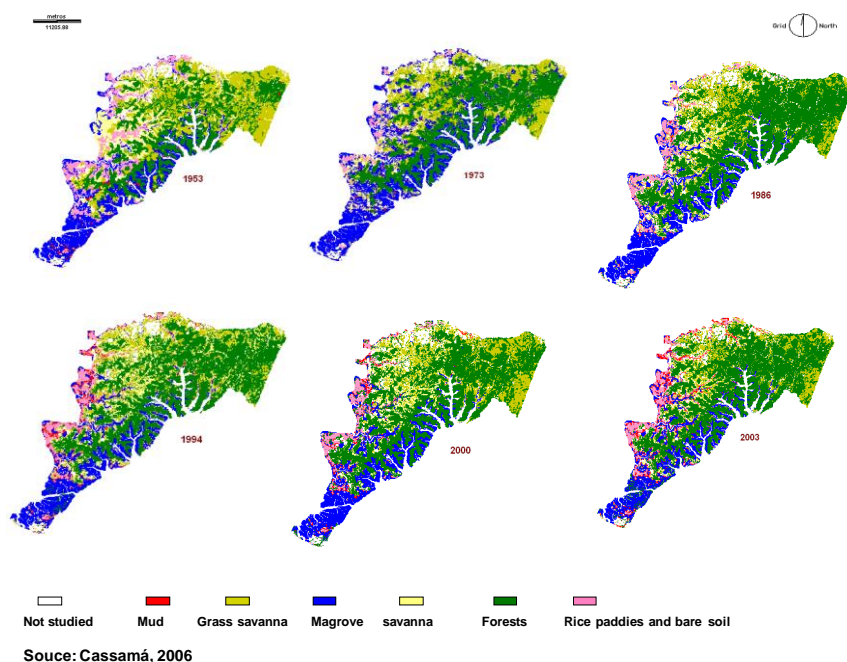 metros
11205.88
Grid North
1953
1973
1986
1994
2000
2003
Not studied Mud Grass savanna Magrove savanna Forests Rice paddies and bare soil
Souce: Cassamá, 2006